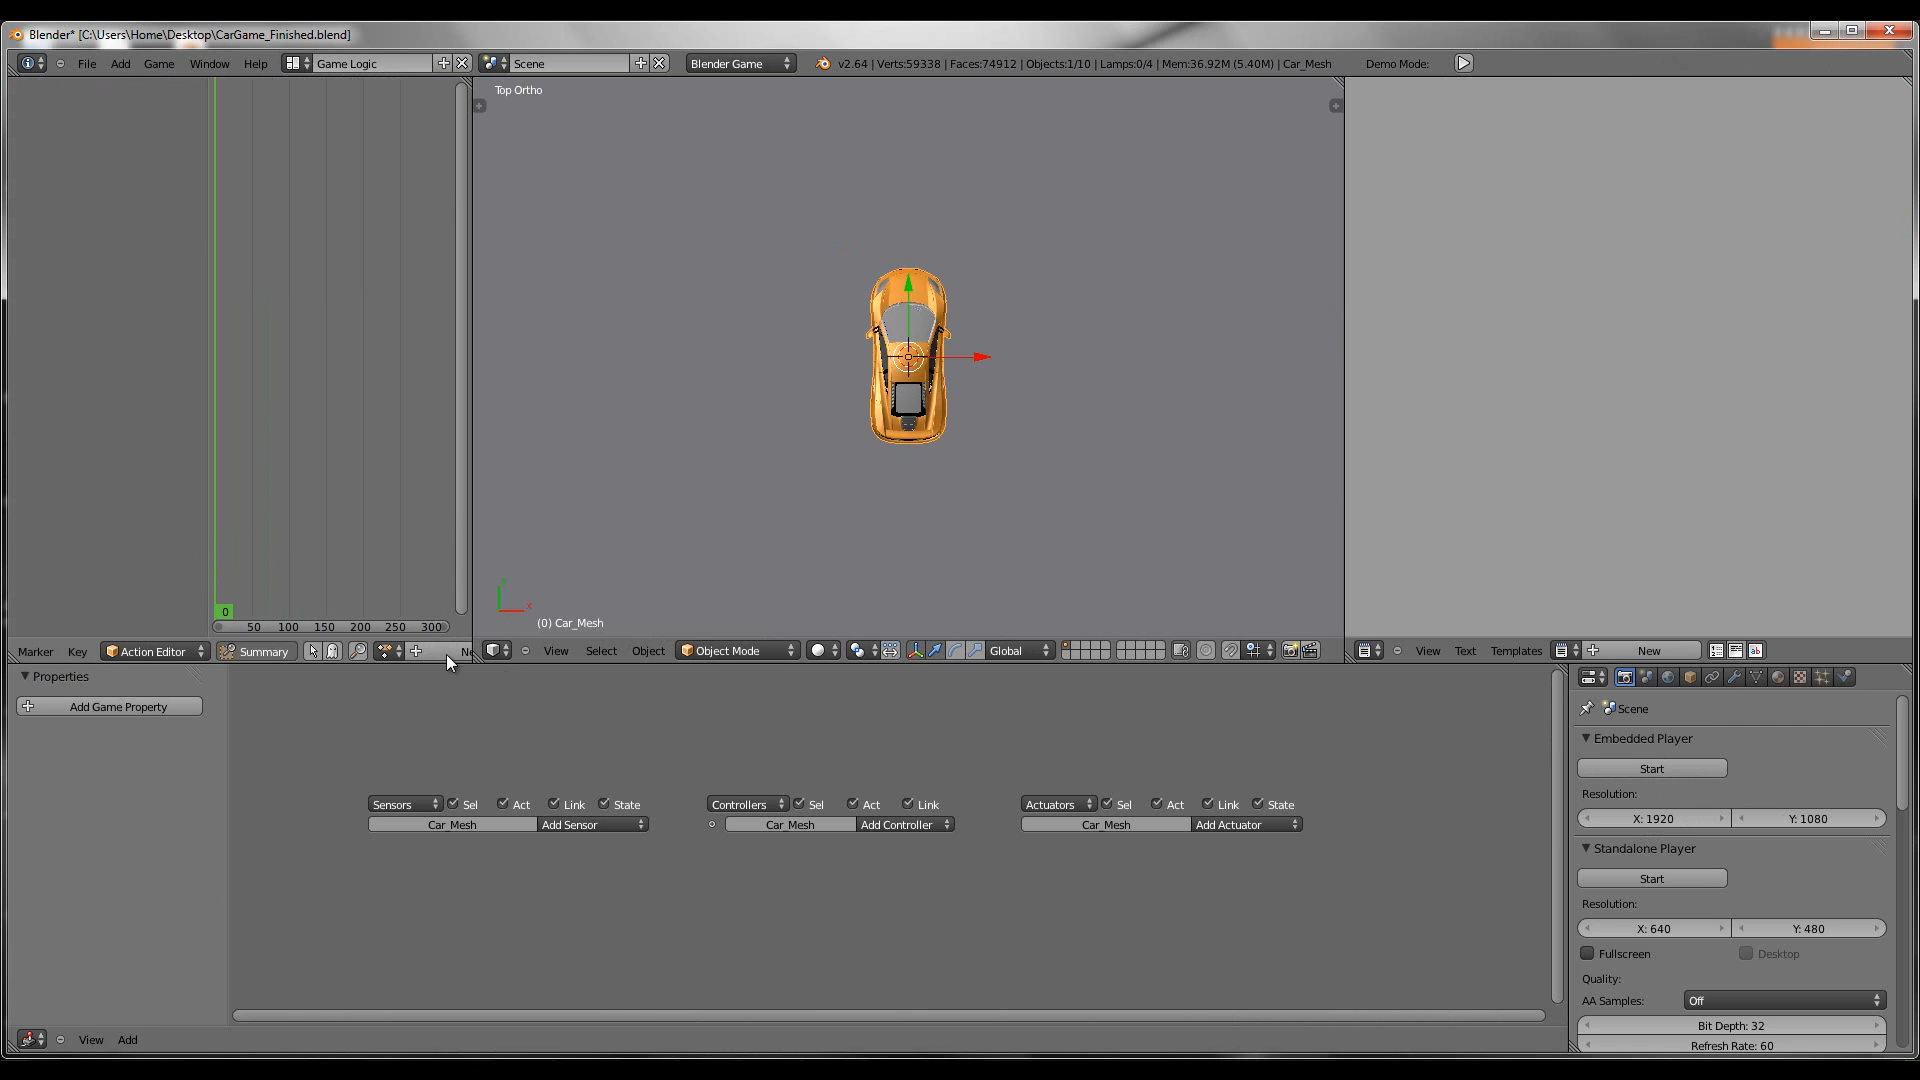 Blender* [C:\Users\Home\Desktop\CarGame_Finished.blend]
File Add Game Window Help Game Logic Scene Blender Game v2.64 | Verts:59338 | Faces:74912 | Objects:1/10 | Lamps:0/4 | Mem:36.92M (5.40M) | Car_Mesh Demo Mode:
Top Ortho
0
50 100 150 200 250 300
y
x
(0) Car_Mesh
Marker Key Action Editor Summary Ne
View Select Object Object Mode Global
View Text Templates New
Properties
Add Game Property
Sensors Sel Act Link State
Car_Mesh Add Sensor
Controllers Sel Act Link
Car_Mesh Add Controller
Actuators Sel Act Link State
Car_Mesh Add Actuator
View Add
Scene
Embedded Player
Start
Resolution:
X: 1920 Y: 1080
Standalone Player
Start
Resolution:
X: 640 Y: 480
Fullscreen Desktop
Quality:
AA Samples: Off
Bit Depth: 32
Refresh Rate: 60